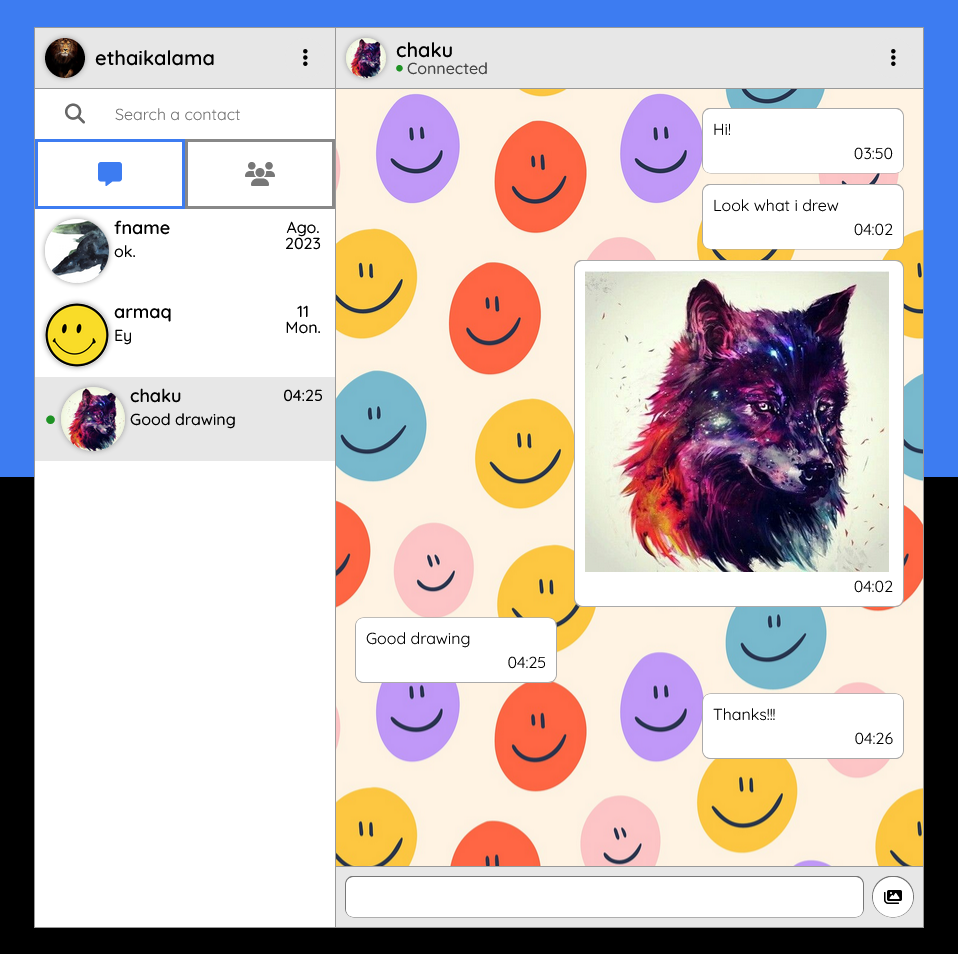 ethaikalama
Search a contact
fname
Ago.
2023
ok.
armaq
11
Mon.
Ey
chaku
04:25
Good drawing
chaku
Connected
Hi!
03:50
Look what i drew
04:02
04:02
Good drawing
04:25
Thanks!!!
04:26